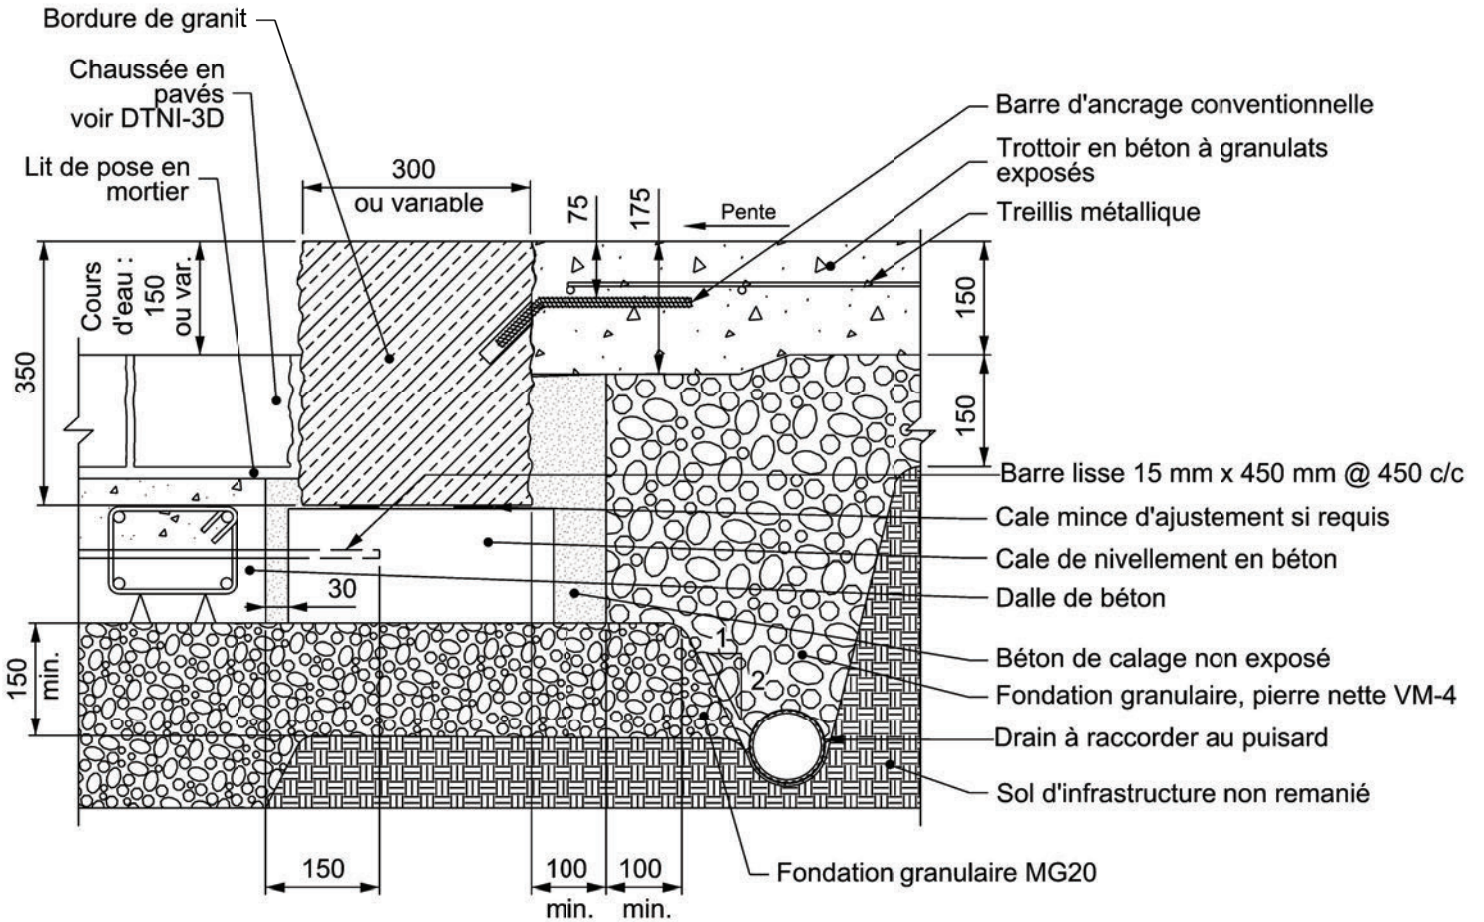 Bordure de granit
Chaussée en
pavés
voir DTNI-3D
Lit de pose en
mortier
300
ou variable
75
175
Pente
Barre d'ancrage conventionnelle
Trottoir en béton à granulats
exposés
Treillis métallique
350
Cours
d'eau :
150
ou var.
150
150
Barre lisse 15 mm x 450 mm @ 450 c/c
Cale mince d'ajustement si requis
Cale de nivellement en béton
Dalle de béton
30
150
min.
1
2
Béton de calage non exposé
Fondation granulaire, pierre nette VM-4
Drain à raccorder au puisard
Sol d'infrastructure non remanié
150
100
min.
100
min.
Fondation granulaire MG20